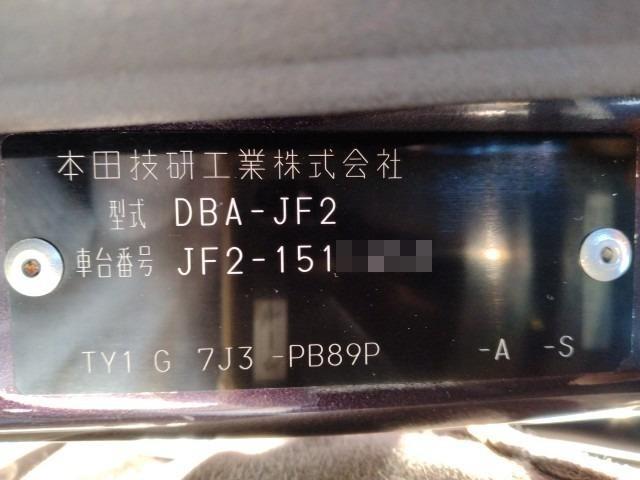 本田技研工業株式会社
型式 DBA-JF2
車台番号 JF2-151
TY1 G 7J3 -PB89P -A -S